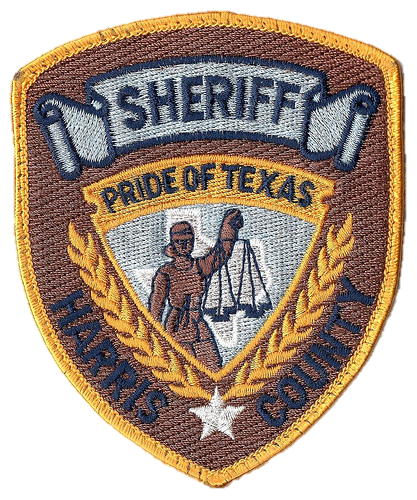 SHERIFF
PRIDE OF TEXAS
HARRIS COUNTY